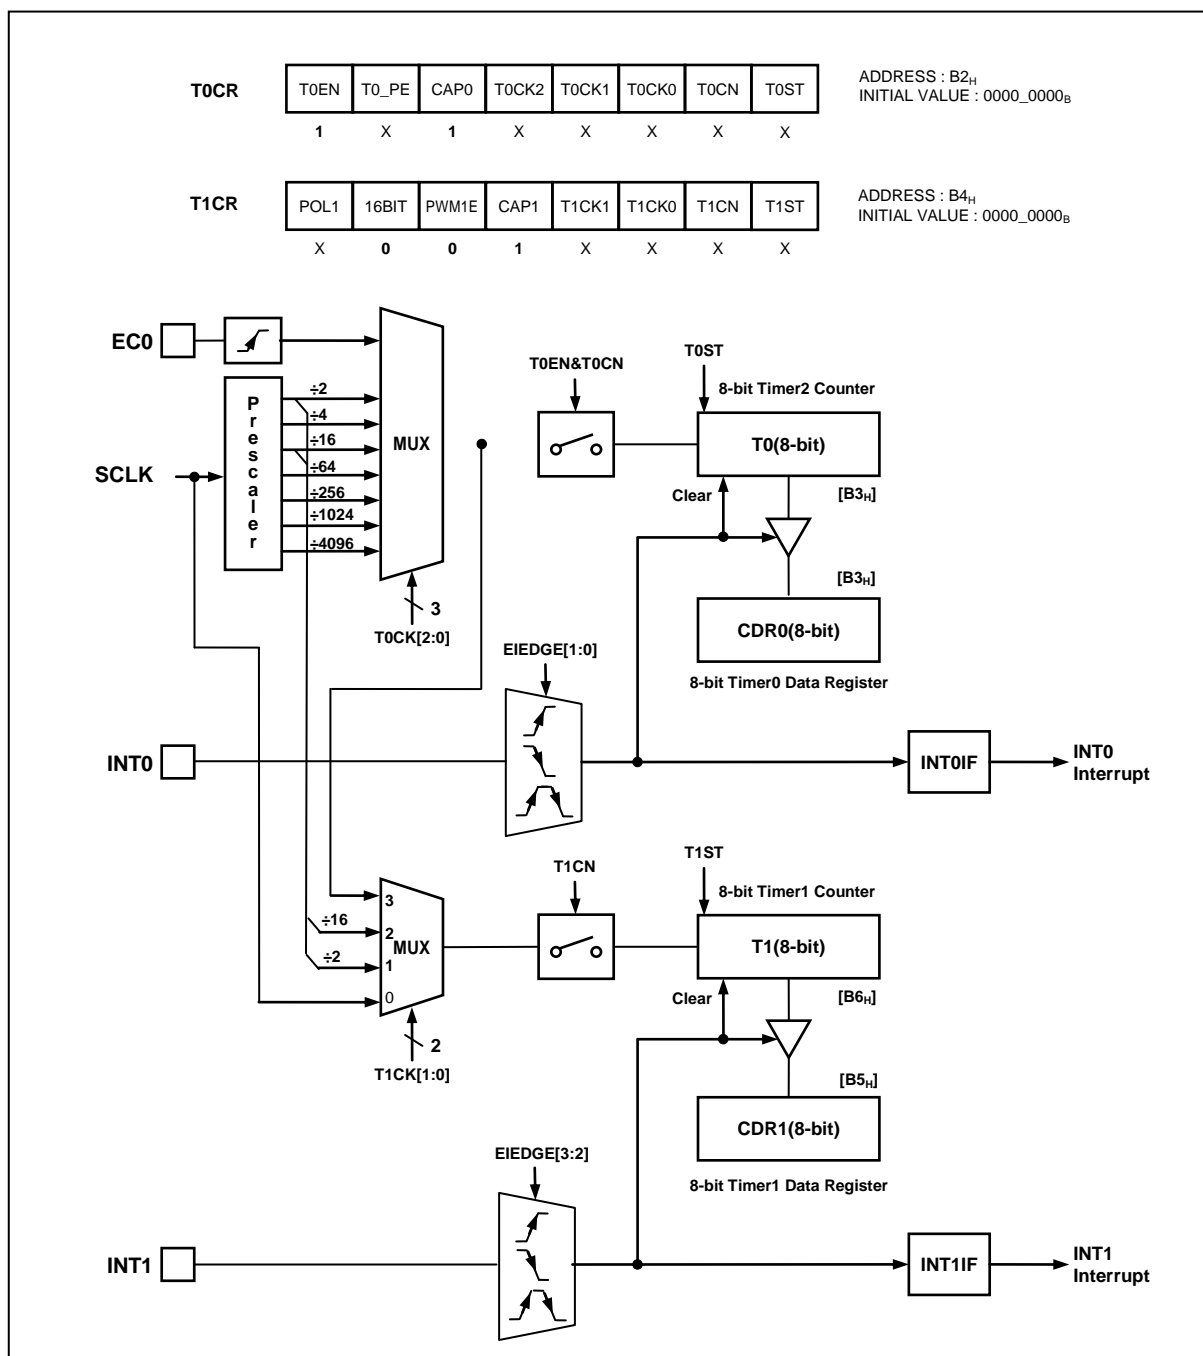 T0CR T0EN T0_PE CAP0 T0CK2 T0CK1 T0CK0 T0CN T0ST ADDRESS : B2H
INITIAL VALUE : 0000_0000B
1 X 1 X X X X X
T1CR POL1 16BIT PWM1E CAP1 T1CK1 T1CK0 T1CN T1ST ADDRESS : B4H
INITIAL VALUE : 0000_0000B
X 0 0 1 X X X X
EC0
SCLK
Prescaler
÷2
÷4
÷16
÷64
÷256
÷1024
÷4096
MUX
3
T0CK[2:0]
T0EN&T0CN
T0ST
8-bit Timer2 Counter
T0(8-bit)
Clear
[B3H]
[B3H]
CDR0(8-bit)
8-bit Timer0 Data Register
EIEDGE[1:0]
INT0
INT0IF
INT0
Interrupt
3
÷16
2
MUX
÷2
1
0
2
T1CK[1:0]
T1CN
T1ST
8-bit Timer1 Counter
T1(8-bit)
Clear
[B6H]
[B5H]
CDR1(8-bit)
8-bit Timer1 Data Register
EIEDGE[3:2]
INT1
INT1IF
INT1
Interrupt